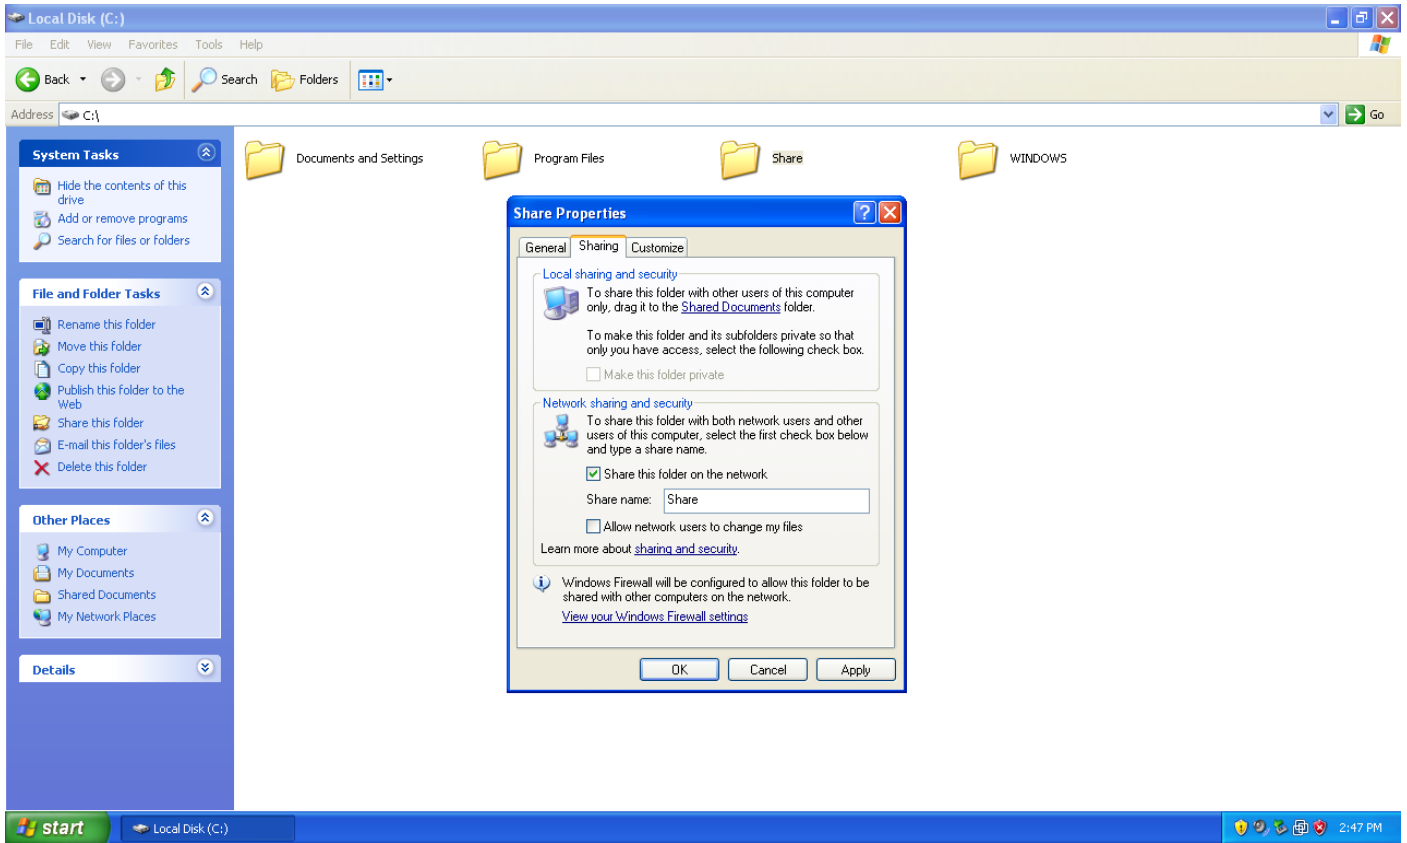 Local Disk (C:)
File Edit View Favorites Tools Help
Back Search Folders
Address C:\ Go
System Tasks
Hide the contents of this
drive
Add or remove programs
Search for files or folders
File and Folder Tasks
Rename this folder
Move this folder
Copy this folder
Publish this folder to the
Web
Share this folder
E-mail this folder's files
Delete this folder
Other Places
My Computer
My Documents
Shared Documents
My Network Places
Details
Documents and Settings
Program Files
Share
WINDOWS
Share Properties
General Sharing Customize
Local sharing and security
To share this folder with other users of this computer
only, drag it to the Shared Documents folder.
To make this folder and its subfolders private so that
only you have access, select the following check box.
Make this folder private
Network sharing and security
To share this folder with both network users and other
users of this computer, select the first check box below
and type a share name.
Share this folder on the network
Share name: Share
Allow network users to change my files
Learn more about sharing and security.
Windows Firewall will be configured to allow this folder to be
shared with other computers on the network.
View your Windows Firewall settings
OK Cancel Apply
start Local Disk (C:) 2:47 PM